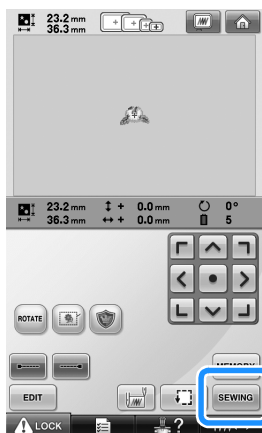 23.2 mm
36.3 mm
23.2 mm + 0.0 mm 0°
36.3 mm + 0.0 mm 5
ROTATE
MEMORY
EDIT SEWING
LOCK ?